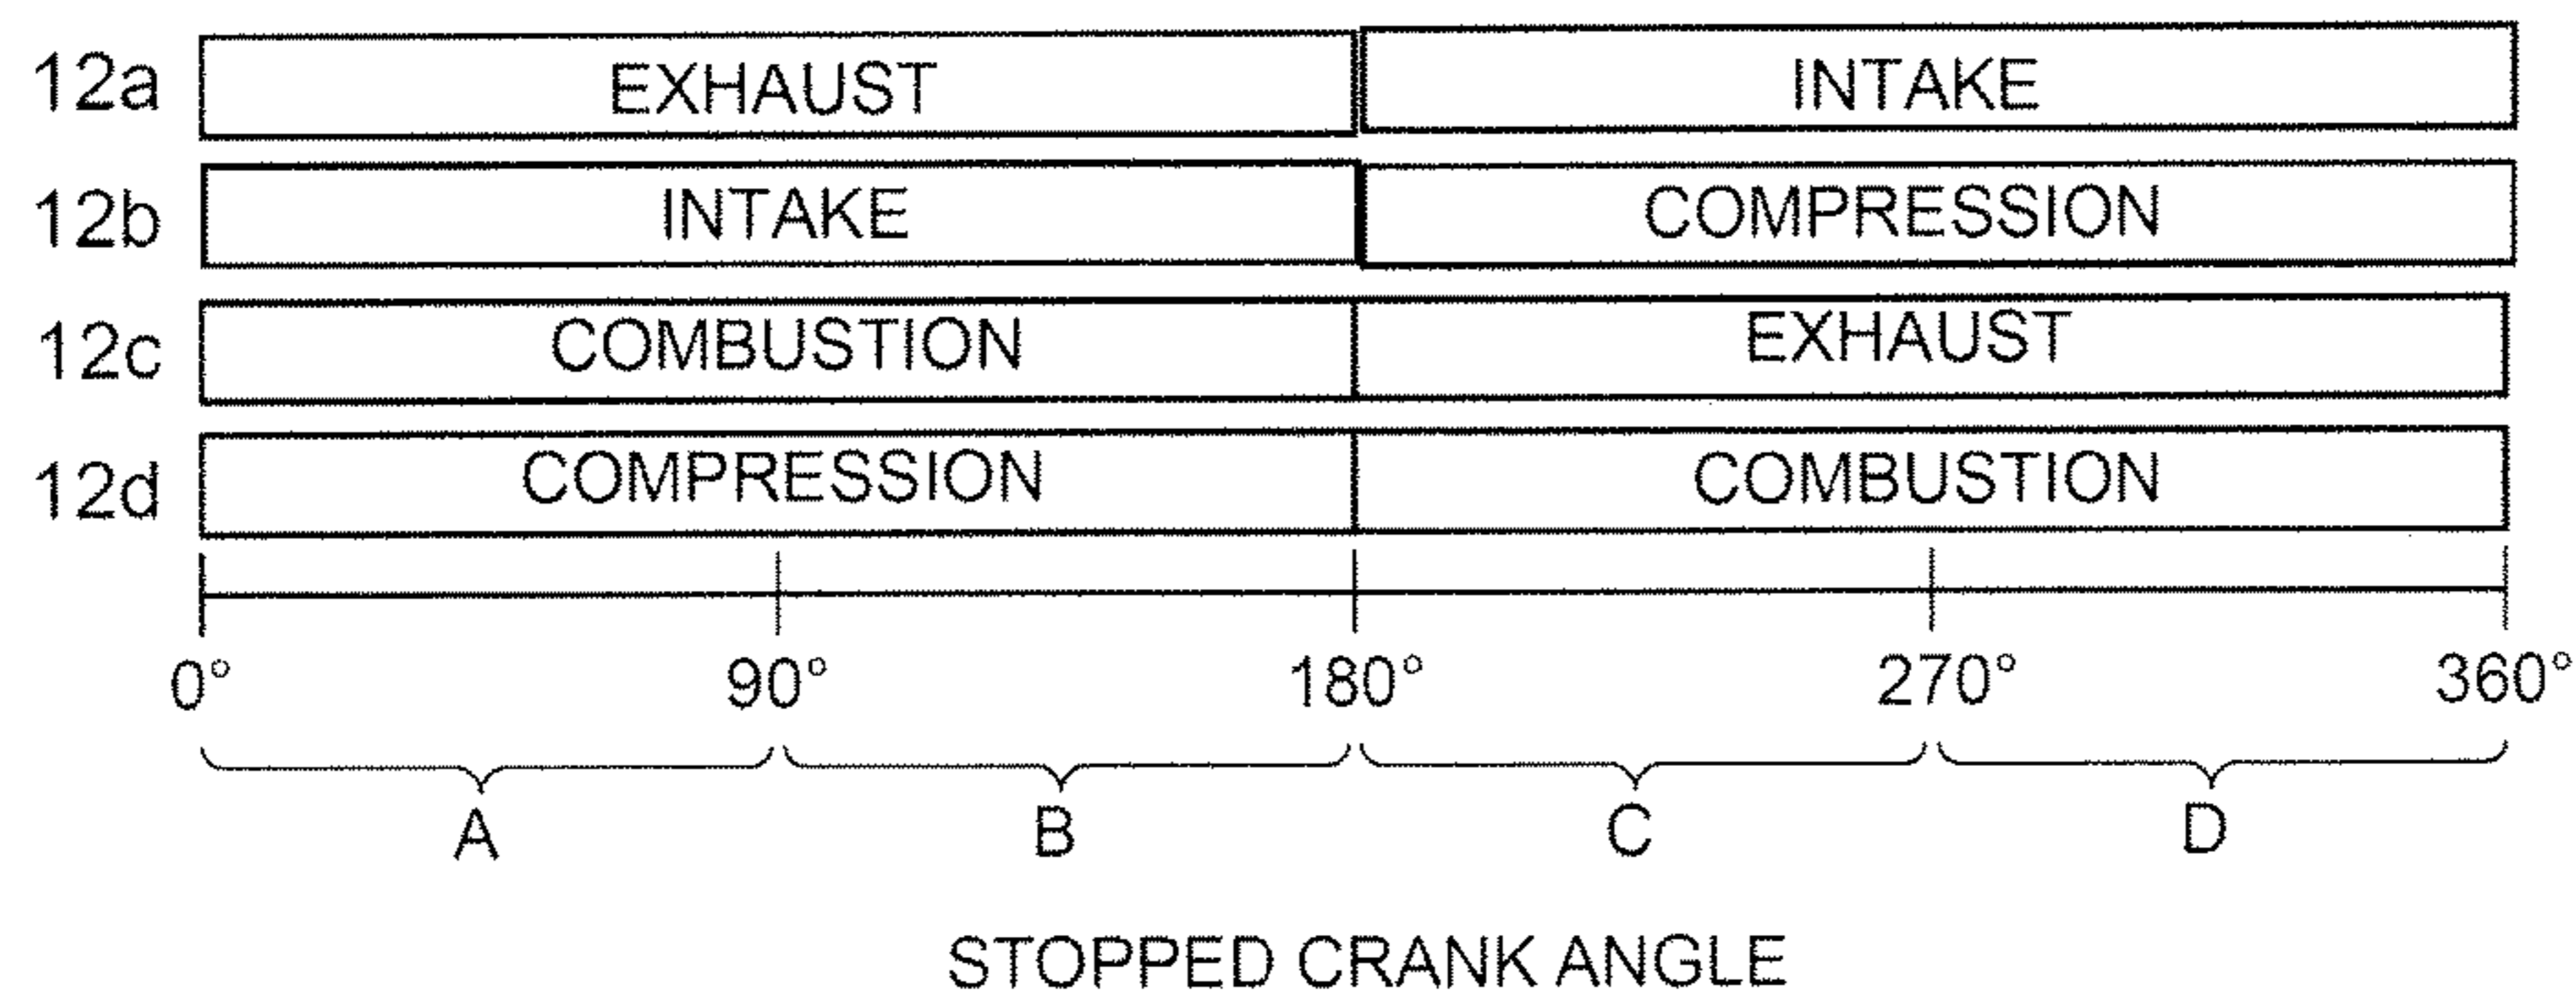 12a EXHAUST INTAKE
12b INTAKE COMPRESSION
12c COMBUSTION EXHAUST
12d COMPRESSION COMBUSTION
0° 90° 180° 270° 360°
A B C D
STOPPED CRANK ANGLE